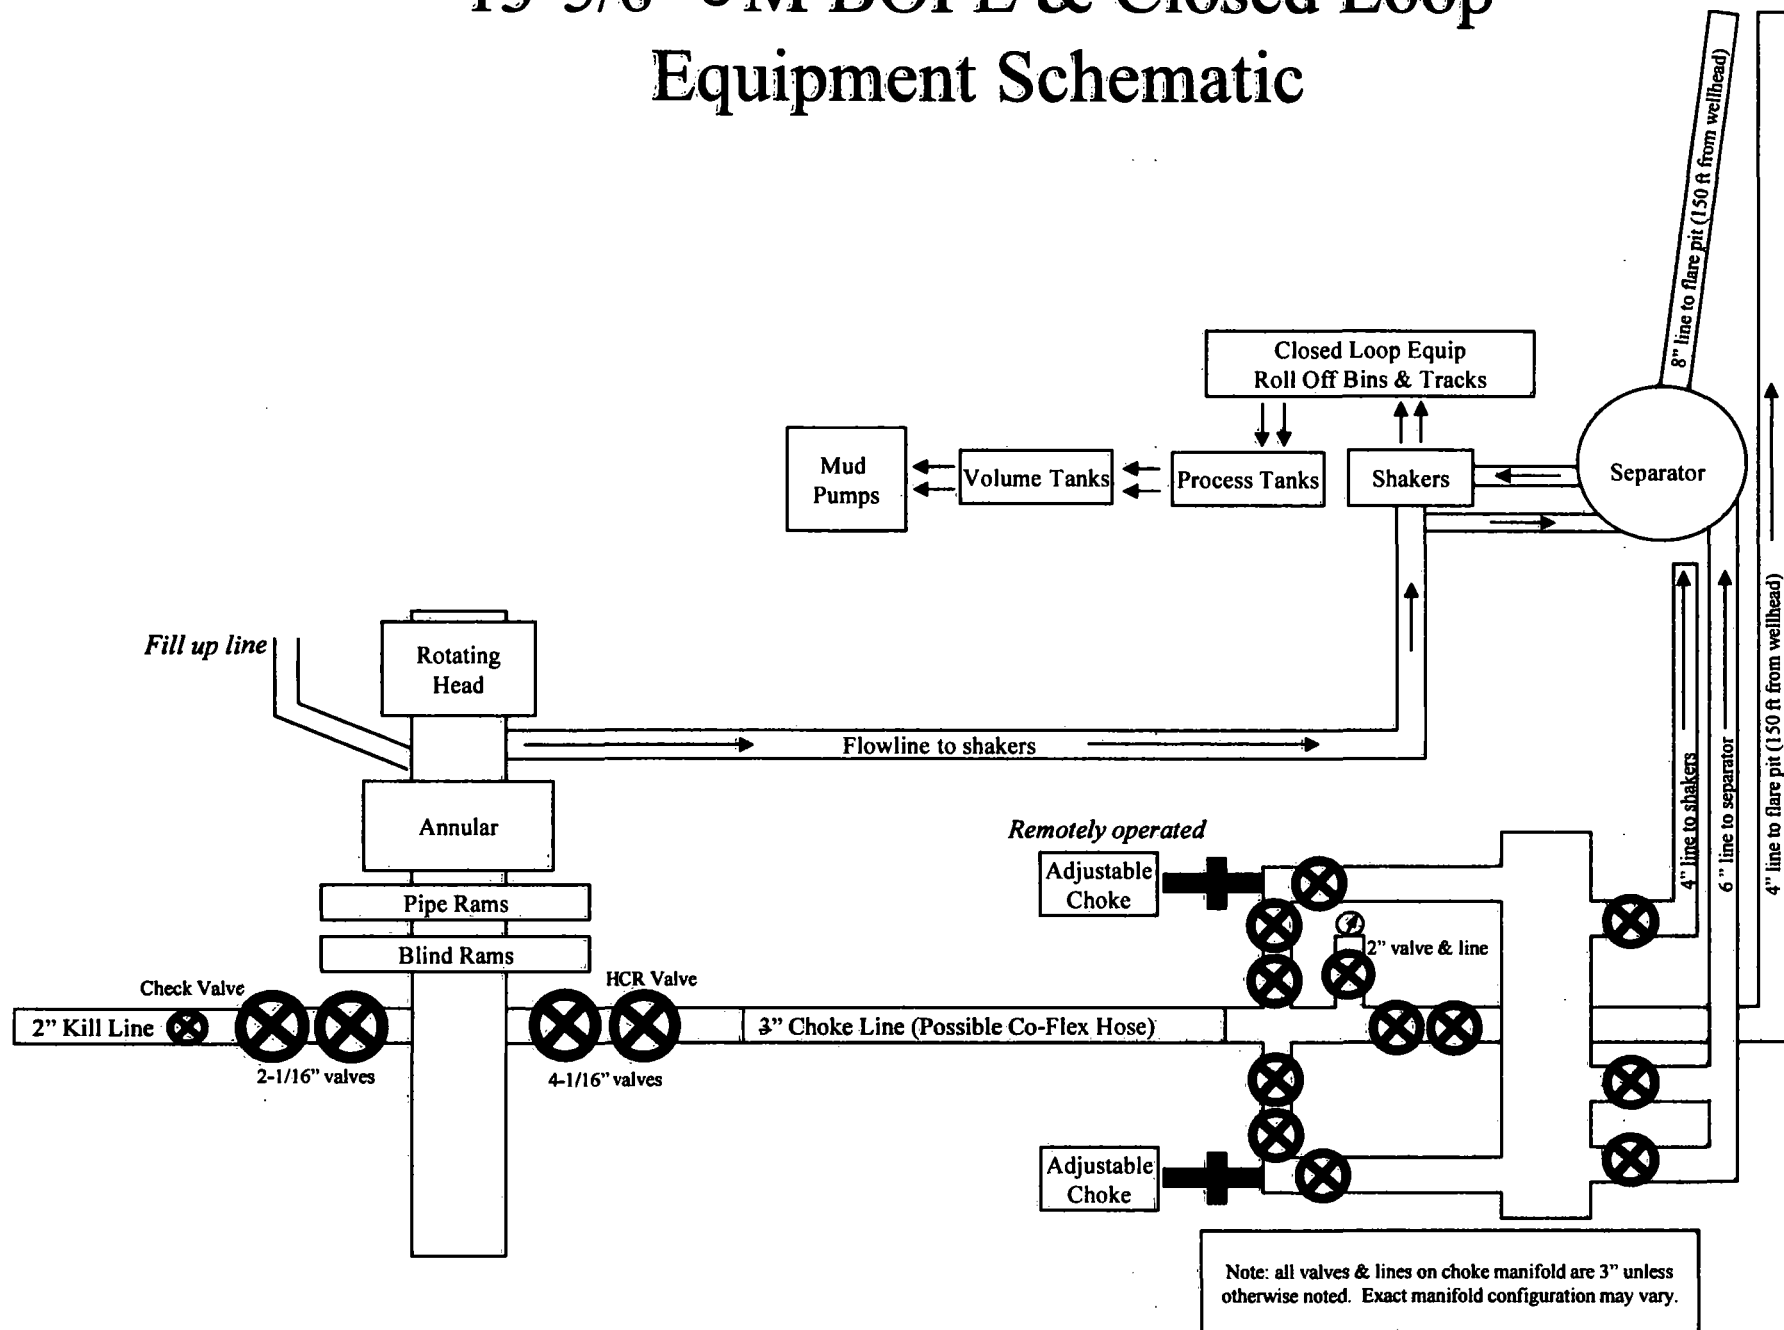 BOPE & Closed Loop
Equipment Schematic
8” line to flare pit (150 ft from wellhead)
Closed Loop Equip
Roll Off Bins & Tracks
Mud
Pumps
Volume Tanks
Process Tanks
Shakers
Separator
4” line to flare pit (150 ft from wellhead)
Fill up line
Rotating
Head
Flowline to shakers
4” line to shakers
6 ” line to separator
Annular
Remotely operated
Adjustable
Choke
Pipe Rams
2” valve & line
Blind Rams
Check Valve
HCR Valve
2” Kill Line
3” Choke Line (Possible Co-Flex Hose)
2-1/16” valves
4-1/16” valves
Adjustable
Choke
Note: all valves & lines on choke manifold are 3” unless
otherwise noted. Exact manifold configuration may vary.